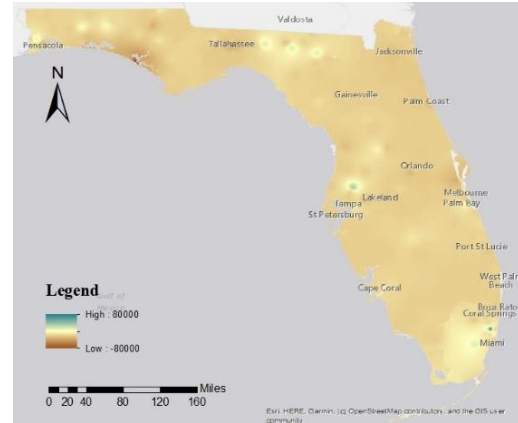 Valdosta
Pensacola
Tallahassee
Jacksonville
N
Gainesville
Palm Coast
Orlando
Lakeland
Melbourne
Tampa
Palm Bay
St Petersburg
Port St Lucie
Cape Coral
West Palm
Beach
Legend
Gulf of
Boca Raton
Coral Springs
High : 80000
Low : -80000
Miami
Miles
0 20 40 80 120 160
Esri, HERE, Garmin, (c) OpenStreetMap contributors, and the GIS user
community